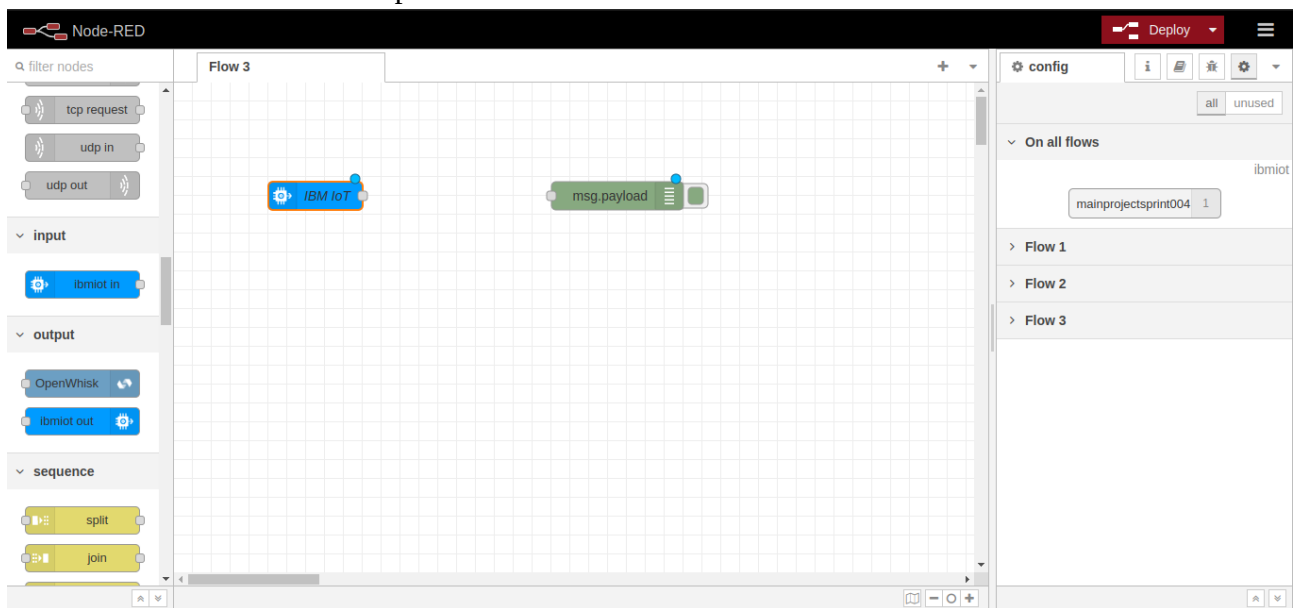 Node-RED
Deploy
filter nodes
tcp request
udp in
udp out
input
ibmiot in
output
OpenWhisk
ibmiot out
sequence
split
join
Flow 3
IBM IoT
msg.payload
config
i
all unused
On all flows
ibmiot
mainprojectsprint004 1
Flow 1
Flow 2
Flow 3